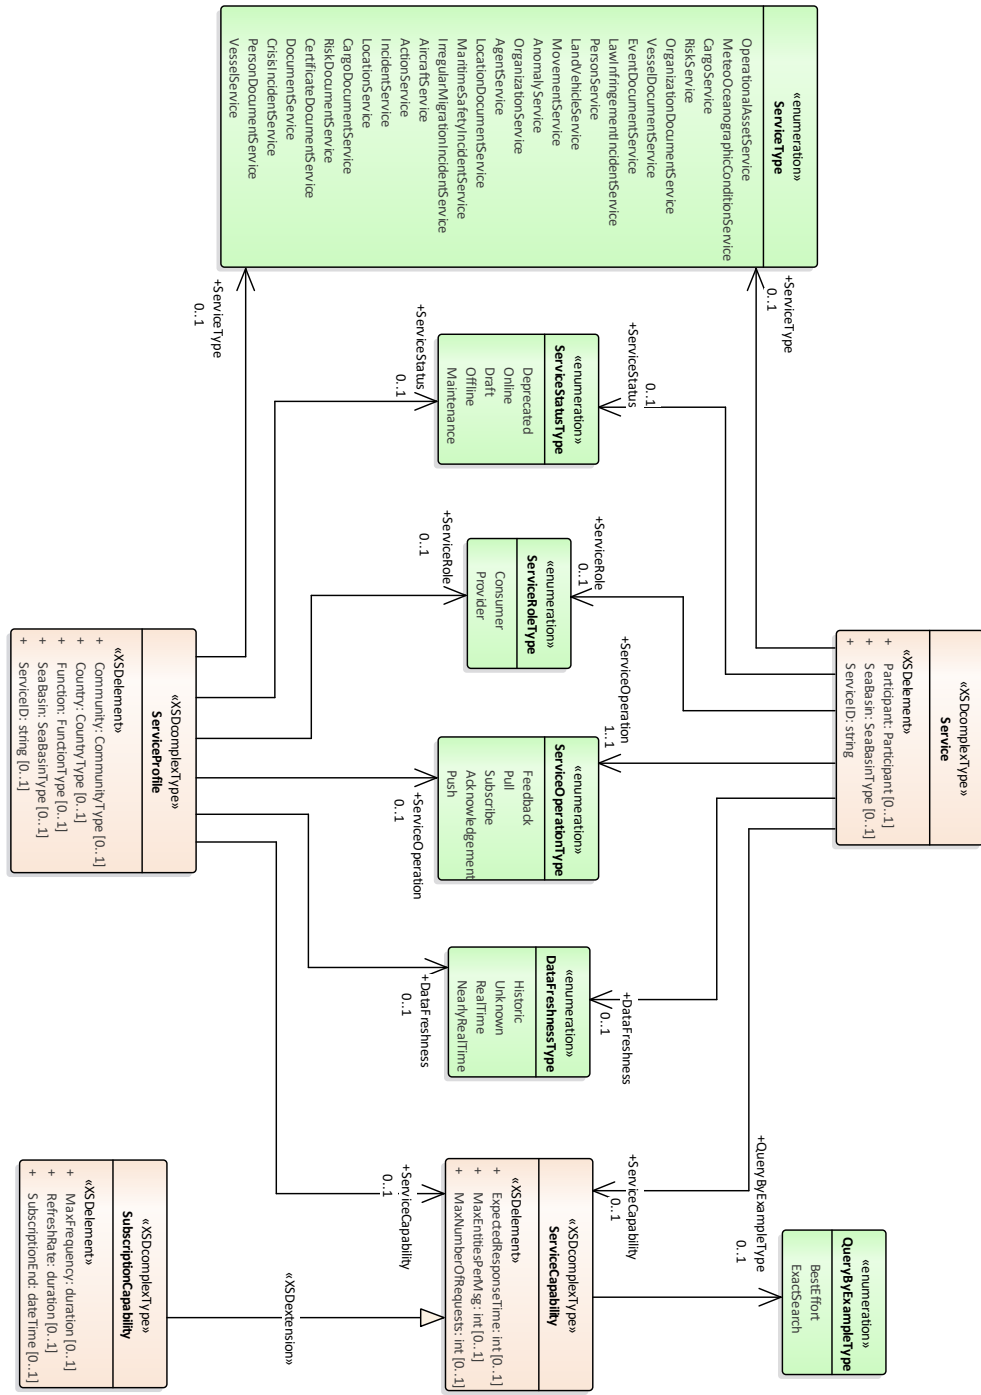 «enumeration»
ServiceType
OperationalAssetService
MeteoOceanographicConditionService
CargoService
RiskService
OrganizationDocumentService
VesselDocumentService
EventDocumentService
LawInfringementIncidentService
PersonService
LandVehicleService
MovementService
AnomalyService
OrganizationService
AgentService
LocationDocumentService
MaritimeSafetyIncidentService
IrregularMigrationIncidentService
AircraftService
ActionService
IncidentService
LocationService
CargoDocumentService
RiskDocumentService
CertificateDocumentService
DocumentService
CrisisIncidentService
PersonDocumentService
VesselService
+ServiceType
0..1
+ServiceType
0..1
«enumeration»
ServiceStatusType
Deprecated
Online
Draft
Offline
Maintenance
+ServiceStatus
0..1
+ServiceStatus
0..1
«enumeration»
ServiceRoleType
Consumer
Provider
+ServiceRole
0..1
+ServiceRole
0..1
«XSDcomplexType»
Service
«XSDelement»
+ Participant: Participant [0..1]
+ SeaBasin: SeaBasinType [0..1]
+ ServiceID: string
«enumeration»
ServiceOperationType
Feedback
Pull
Subscribe
Acknowledgement
Push
+ServiceOperation
1..1
+ServiceOperation
0..1
«XSDcomplexType»
ServiceProfile
«XSDelement»
+ Community: CommunityType [0..1]
+ Country: CountryType [0..1]
+ Function: FunctionType [0..1]
+ SeaBasin: SeaBasinType [0..1]
+ ServiceID: string [0..1]
«enumeration»
DataFreshnessType
Historic
Unknown
RealTime
NearlyRealTime
+DataFreshness
0..1
+DataFreshness
0..1
«enumeration»
QueryByExampleType
BestEffort
ExactSearch
+QueryByExampleType
0..1
+ServiceCapability
0..1
+ServiceCapability
0..1
«XSDcomplexType»
ServiceCapability
«XSDelement»
+ ExpectedResponseTime: int [0..1]
+ MaxEntitiesPerMsg: int [0..1]
+ MaxNumberOfRequests: int [0..1]
«XSDextension»
«XSDcomplexType»
SubscriptionCapability
«XSDelement»
+ MaxFrequency: duration [0..1]
+ RefreshRate: duration [0..1]
+ SubscriptionEnd: dateTime [0..1]